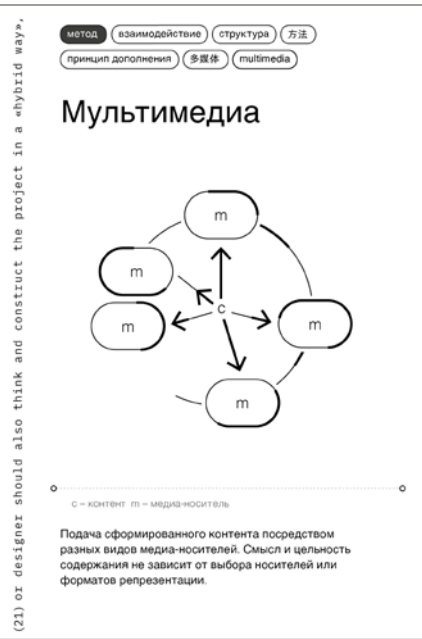 (21) or designer should also think and construct the project in a «hybrid way»,
метод взаимодействие структура 方法
принцип дополнения 多媒体 multimedia
Мультимедиа
m
m
c
m
m
m
c – контент m – медиа-носитель
Подача сформированного контента посредством
разных видов медиа-носителей. Смысл и цельность
содержания не зависит от выбора носителей или
форматов репрезентации.